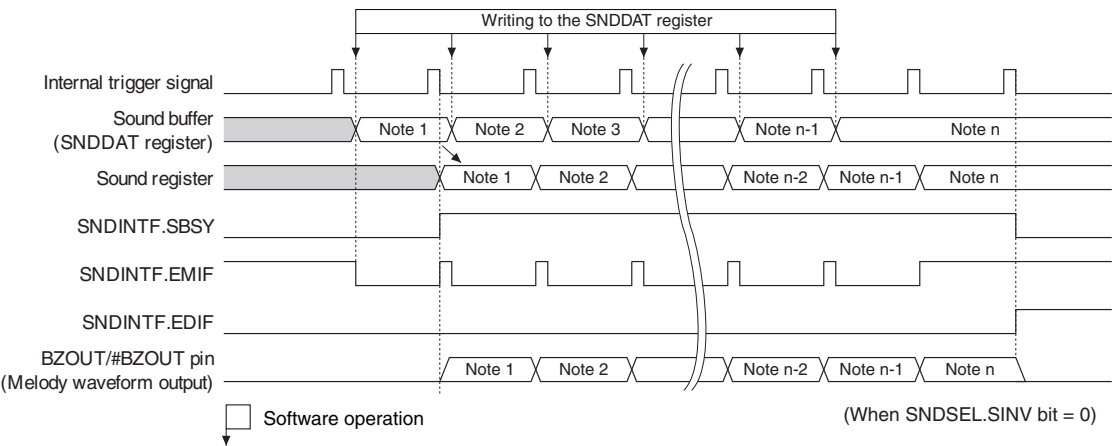 Writing to the SNDDAT register
Internal trigger signal
Sound buffer
(SNDDAT register)
Note 1 Note 2 Note 3 Note n-1 Note n
Sound register
Note 1 Note 2 Note n-2 Note n-1 Note n
SNDINTF.SBSY
SNDINTF.EMIF
SNDINTF.EDIF
BZOUT/#BZOUT pin
(Melody waveform output)
Note 1 Note 2 Note n-2 Note n-1 Note n
Software operation
(When SNDSEL.SINV bit = 0)